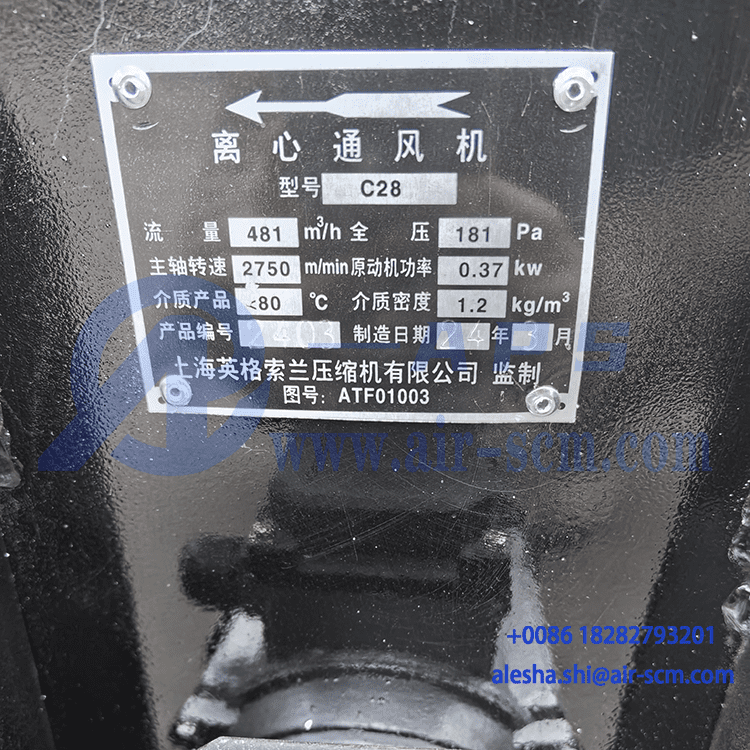 离心通风机
型号 C28
流量 481 m³/h 全压 181 Pa
主轴转速 2750 m/min 原动机功率 0.37 kw
介质产品 <80 ℃ 介质密度 1.2 kg/m³
产品编号 403 制造日期 24 年 3 月
上海英格索兰压缩机有限公司 监制
图号: ATF01003
www.air-scm.com
+0086 18282793201
alesha.shi@air-scm.com